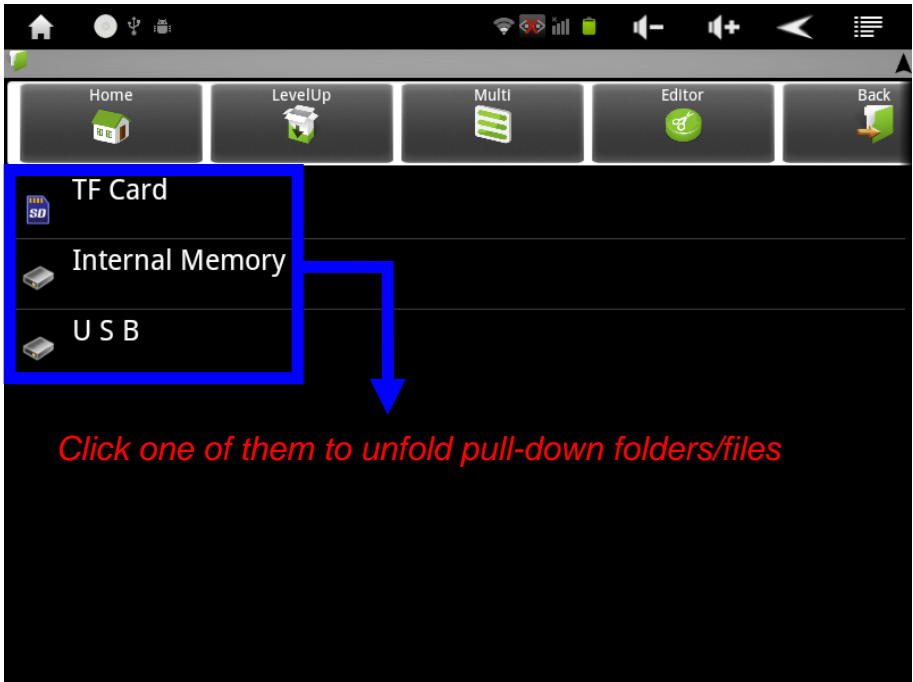 Home LevelUp Multi Editor Back
TF Card
SD
Internal Memory
U S B
Click one of them to unfold pull-down folders/files